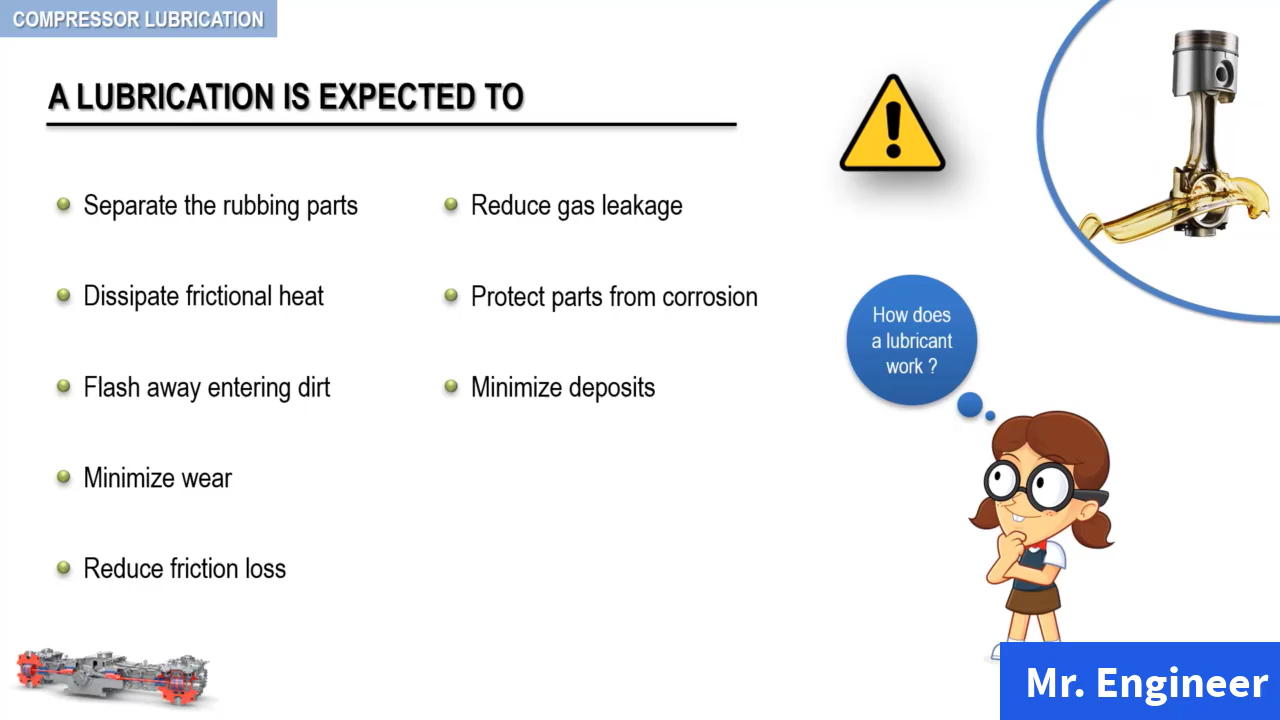 COMPRESSOR LUBRICATION
A LUBRICATION IS EXPECTED TO
Separate the rubbing parts
Dissipate frictional heat
Flash away entering dirt
Minimize wear
Reduce friction loss
Reduce gas leakage
Protect parts from corrosion
Minimize deposits
How does
a lubricant
work ?
Mr. Engineer